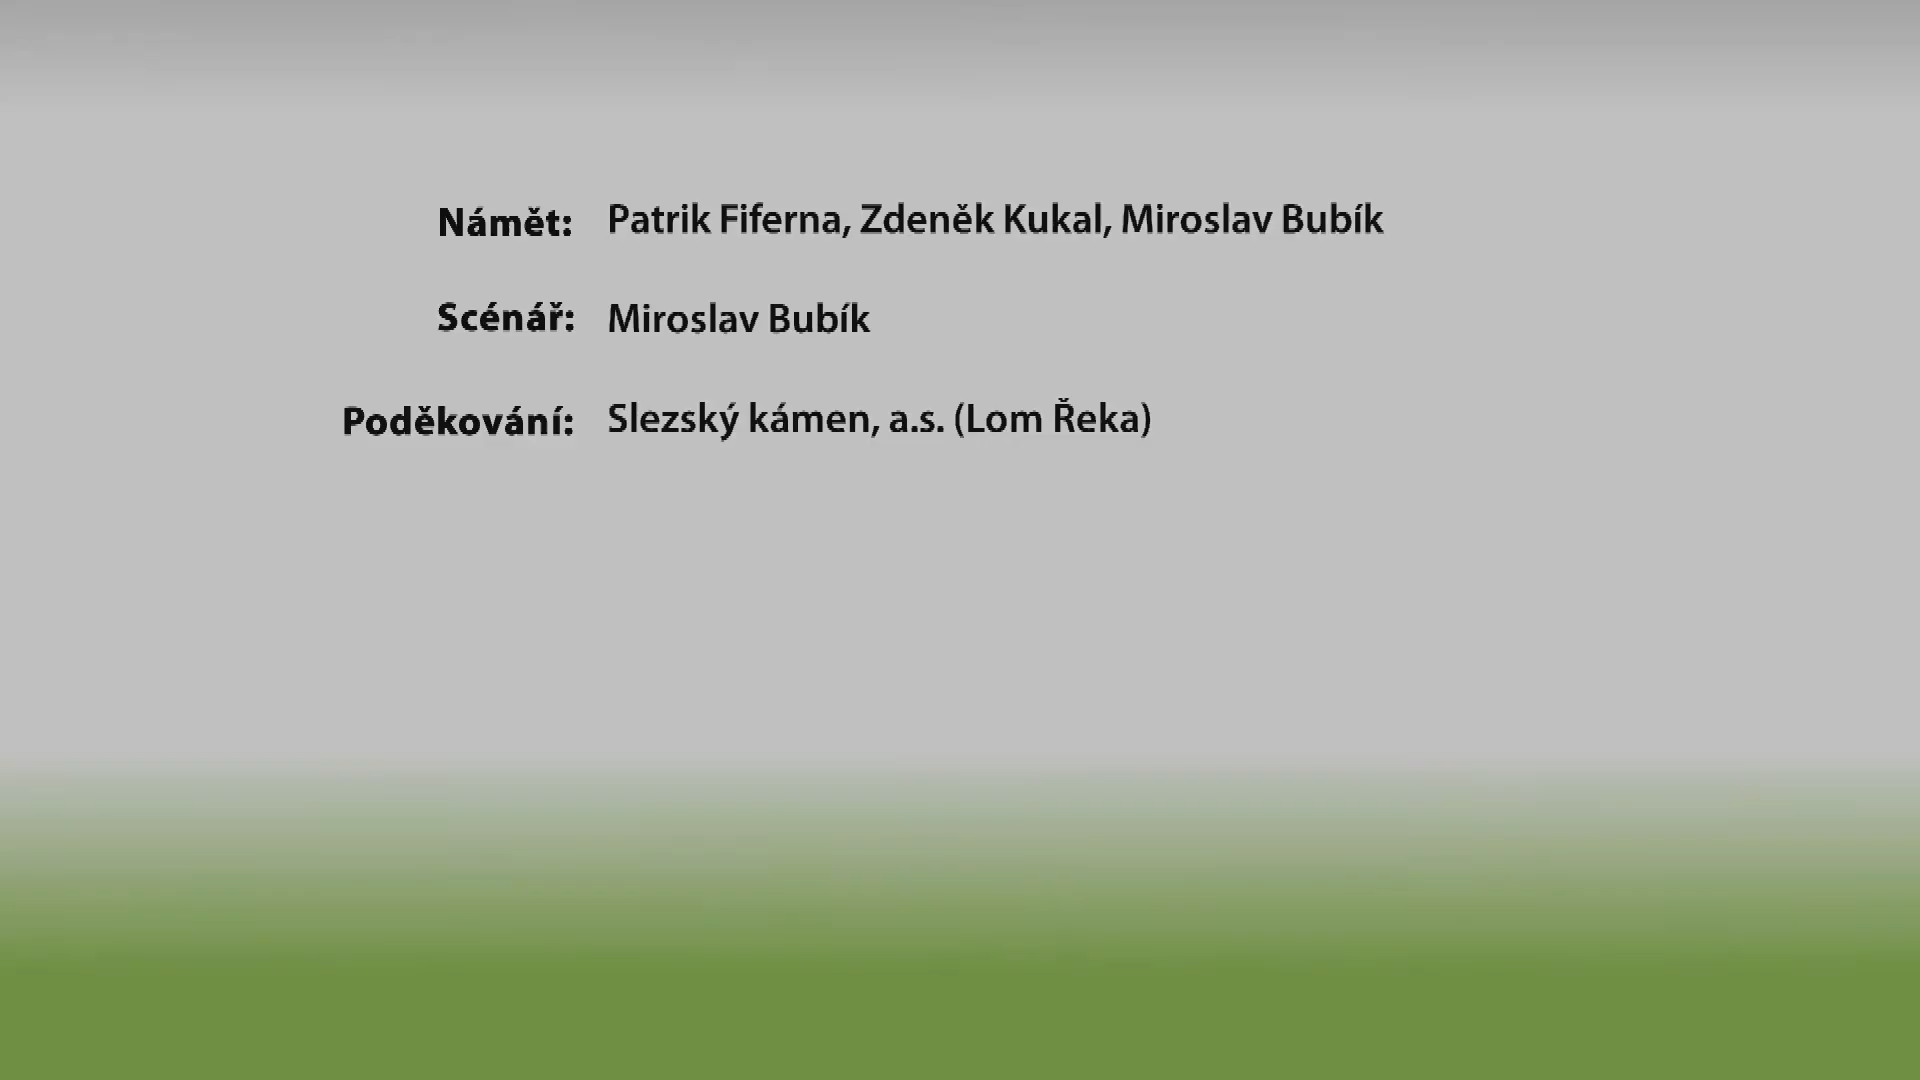 Námět: Patrik Fiferna, Zdeněk Kukal, Miroslav Bubík
Scénář: Miroslav Bubík
Poděkování: Slezský kámen, a.s. (Lom Řeka)